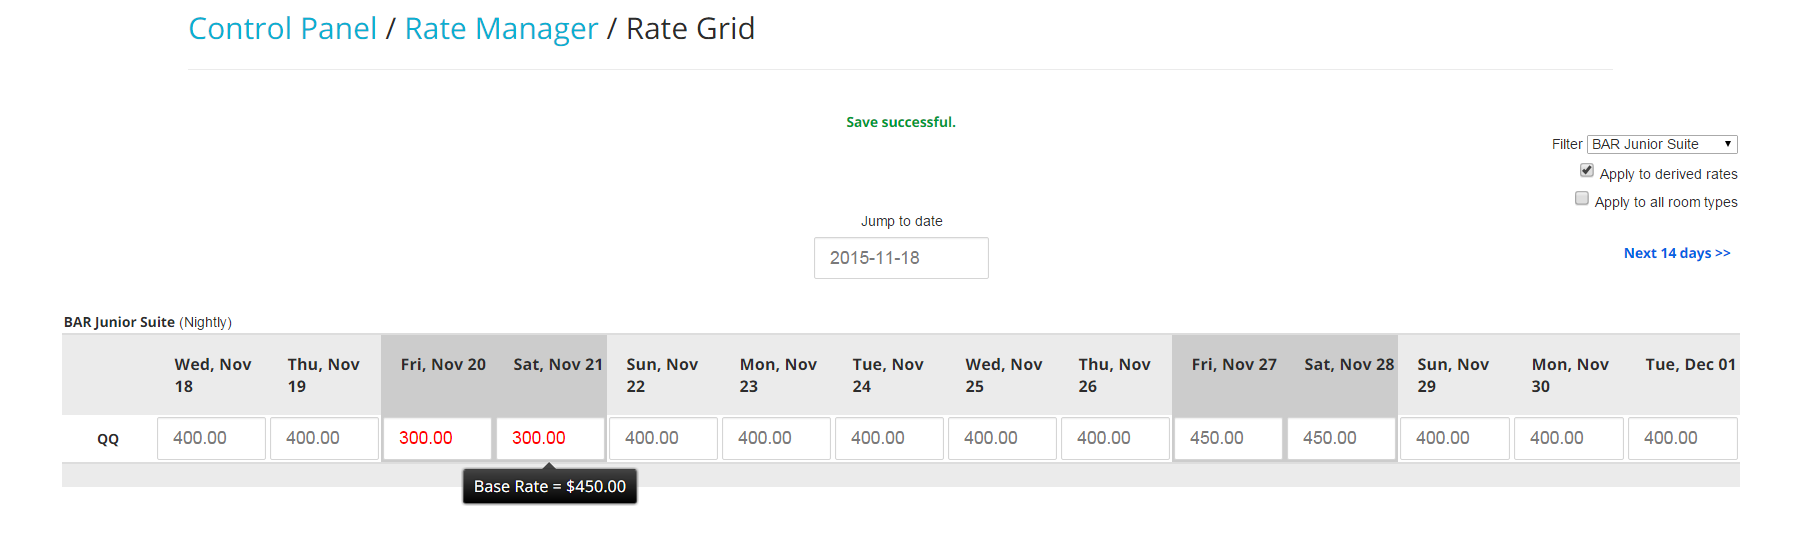 Control Panel / Rate Manager / Rate Grid
Save successful.
Filter BAR Junior Suite
Apply to derived rates
Apply to all room types
Jump to date
2015-11-18
Next 14 days >>
BAR Junior Suite (Nightly)
Wed, Nov 18 Thu, Nov 19 Fri, Nov 20 Sat, Nov 21 Sun, Nov 22 Mon, Nov 23 Tue, Nov 24 Wed, Nov 25 Thu, Nov 26 Fri, Nov 27 Sat, Nov 28 Sun, Nov 29 Mon, Nov 30 Tue, Dec 01
QQ 400.00 400.00 300.00 300.00 400.00 400.00 400.00 400.00 400.00 450.00 450.00 400.00 400.00 400.00
Base Rate = $450.00